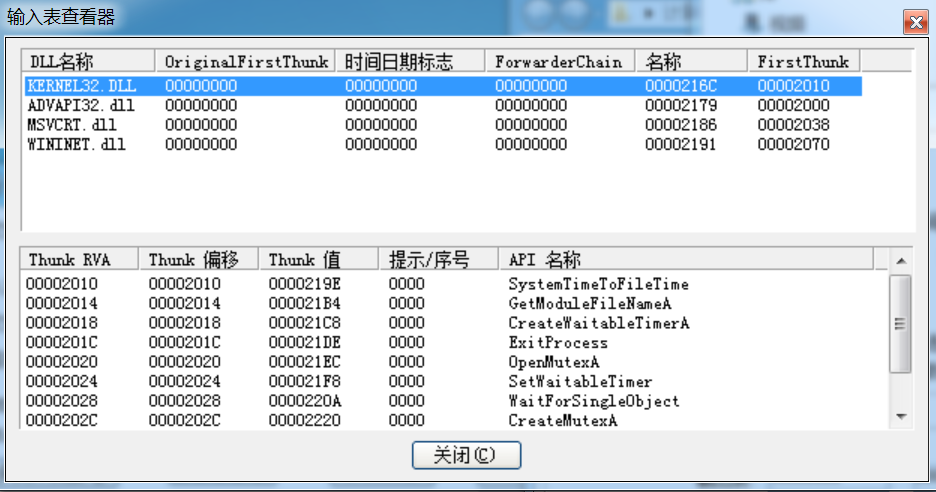 输入表查看器
DLL名称 OriginalFirstThunk 时间日期标志 ForwarderChain 名称 FirstThunk
KERNEL32.DLL 00000000 00000000 00000000 0000216C 00002010
ADVAPI32.dll 00000000 00000000 00000000 00002179 00002000
MSVCRT.dll 00000000 00000000 00000000 00002186 00002038
WININET.dll 00000000 00000000 00000000 00002191 00002070
Thunk RVA Thunk 偏移 Thunk 值 提示/序号 API 名称
00002010 00002010 0000219E 0000 SystemTimeToFileTime
00002014 00002014 000021B4 0000 GetModuleFileNameA
00002018 00002018 000021C8 0000 CreateWaitableTimerA
0000201C 0000201C 000021DE 0000 ExitProcess
00002020 00002020 000021EC 0000 OpenMutexA
00002024 00002024 000021F8 0000 SetWaitableTimer
00002028 00002028 0000220A 0000 WaitForSingleObject
0000202C 0000202C 00002220 0000 CreateMutexA
关闭(C)